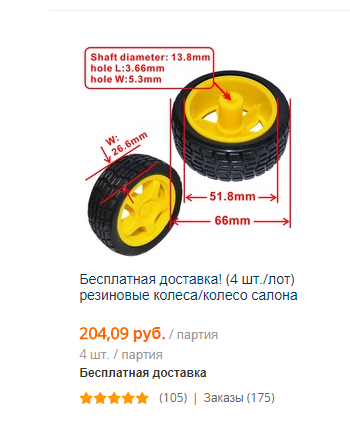 Shaft diameter: 13.8mm
hole L:3.66mm
hole W:5.3mm
W:
26.6mm
51.8mm
66mm
Бесплатная доставка! (4 шт./лот)
резиновые колеса/колесо салона
204,09 руб. / партия
4 шт. / партия
Бесплатная доставка
(105) | Заказы (175)